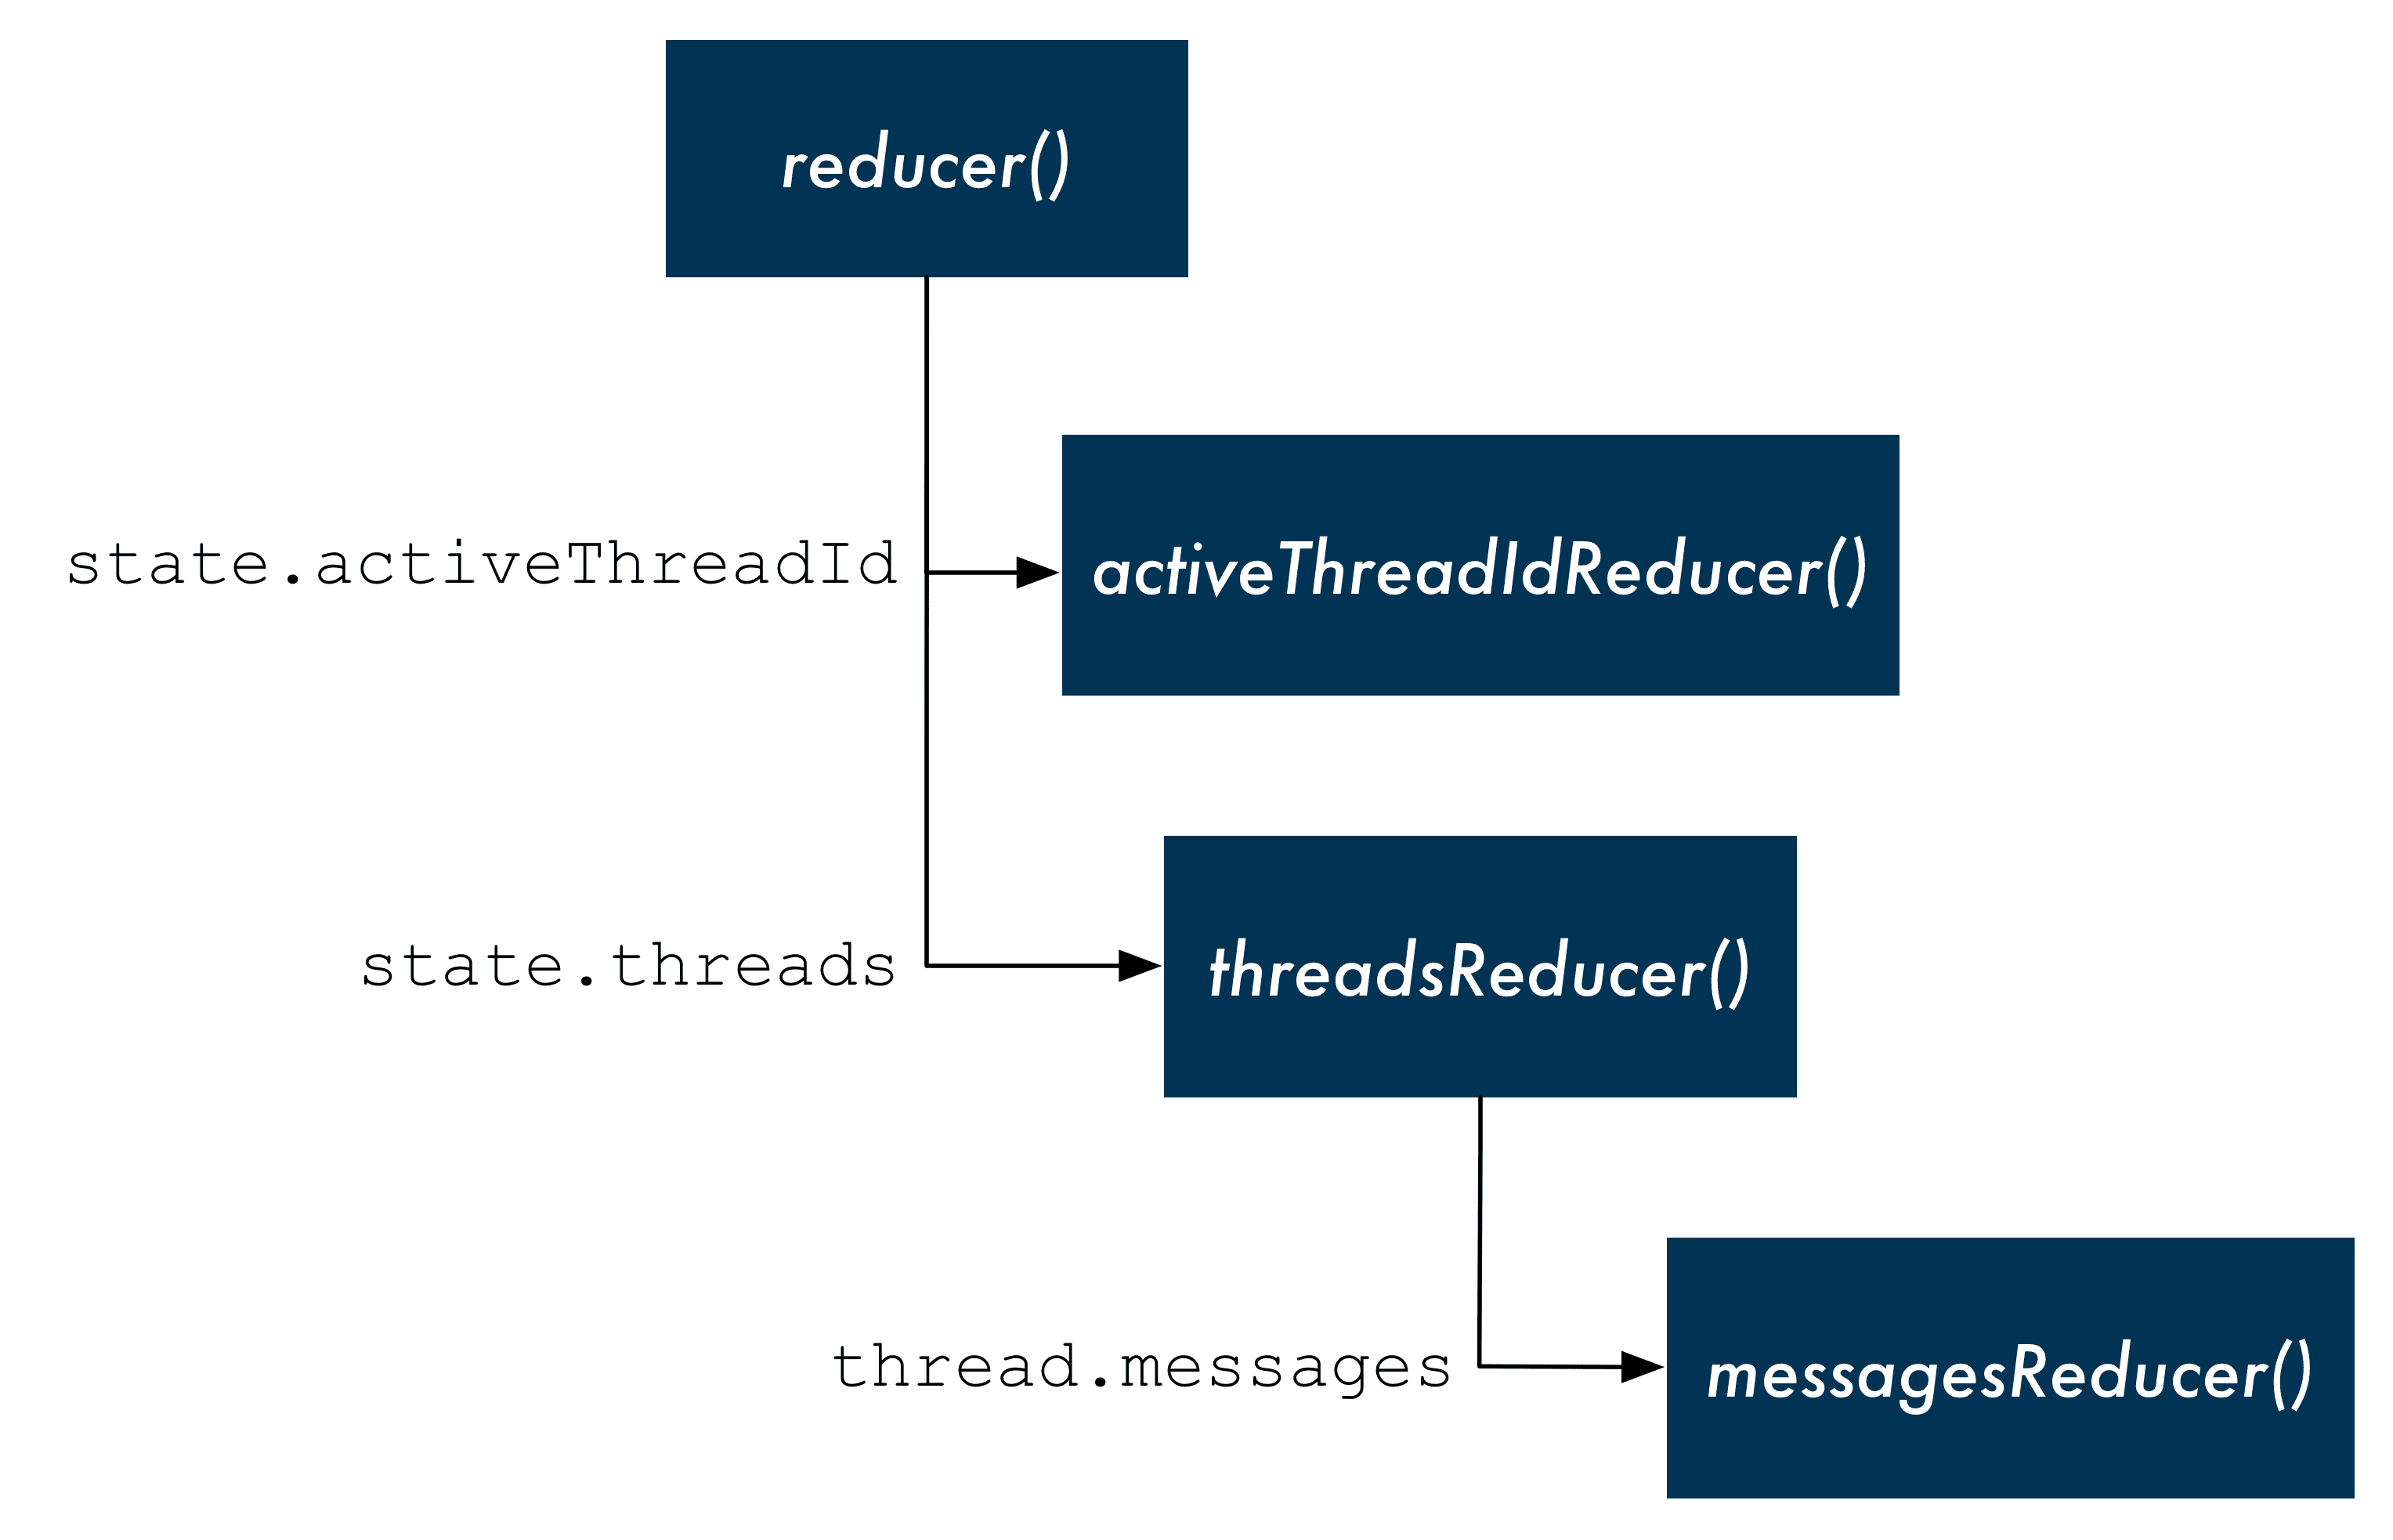 reducer()
state.activeThreadId
activeThreadIdReducer()
state.threads
threadsReducer()
thread.messages
messagesReducer()